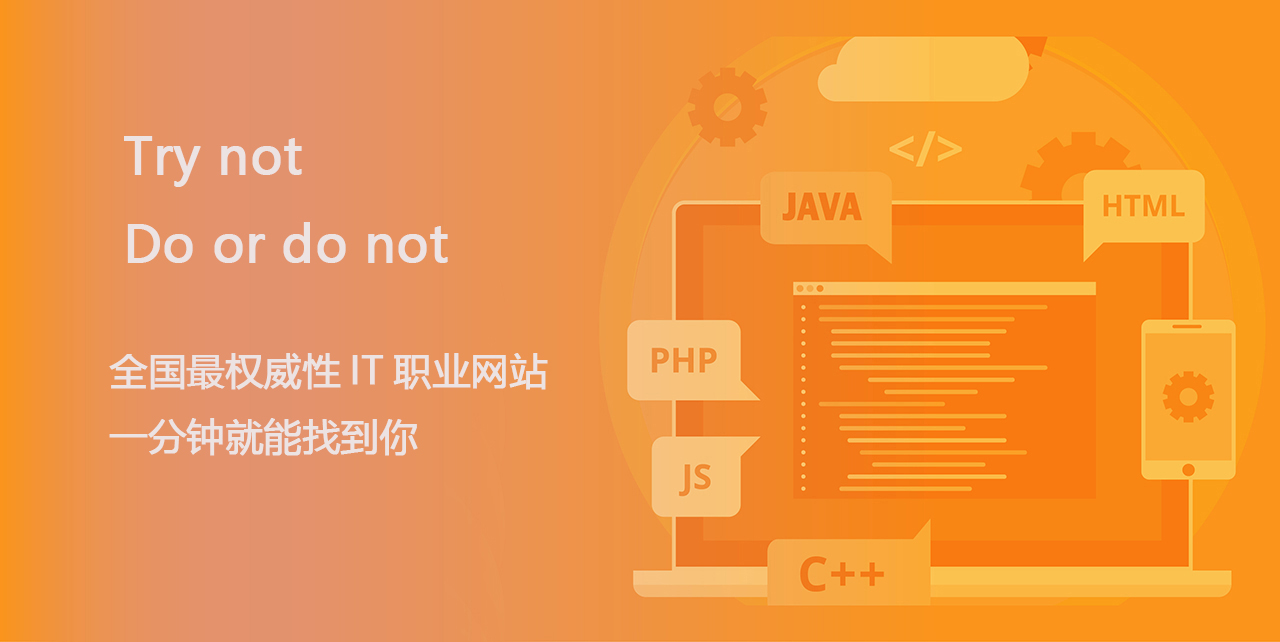 Try not
Do or do not
全国最权威性 IT 职业网站
一分钟就能找到你
</>
JAVA
HTML
PHP
JS
C++